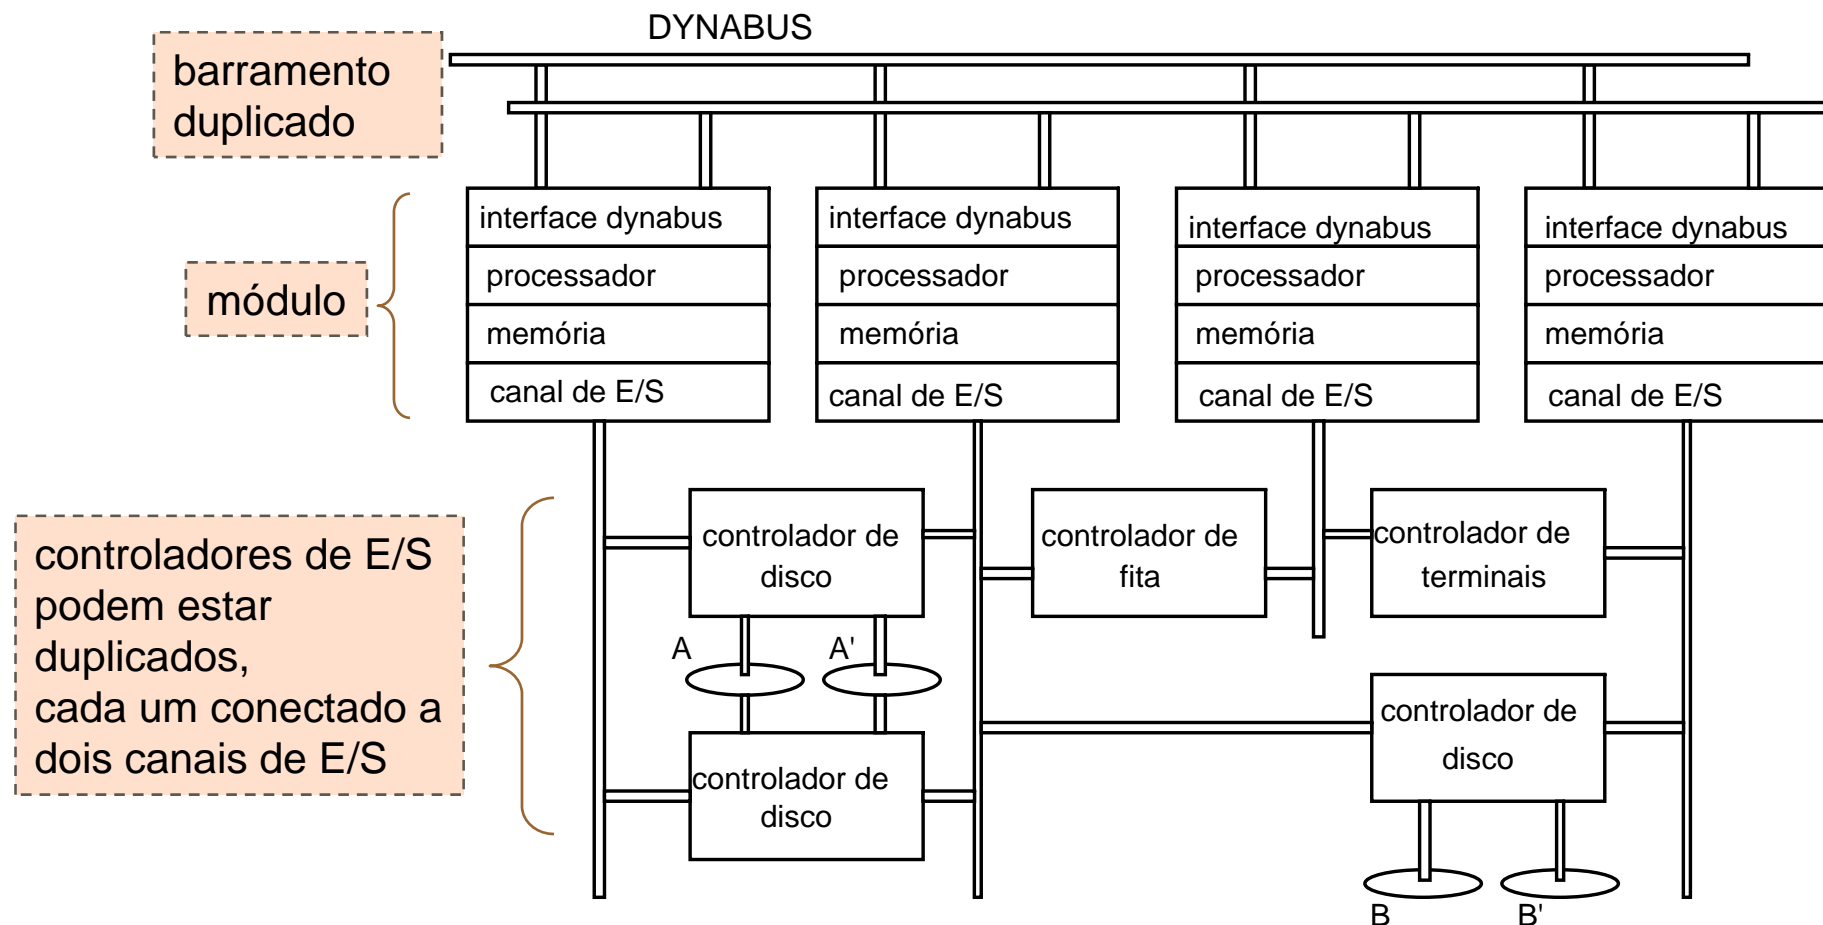 DYNABUS
barramento
duplicado
módulo
interface dynabus
processador
memória
canal de E/S
interface dynabus
processador
memória
canal de E/S
interface dynabus
processador
memória
canal de E/S
interface dynabus
processador
memória
canal de E/S
controladores de E/S
podem estar
duplicados,
cada um conectado a
dois canais de E/S
controlador de
disco
controlador de
fita
controlador de
terminais
A
A'
controlador de
disco
controlador de
disco
B
B'